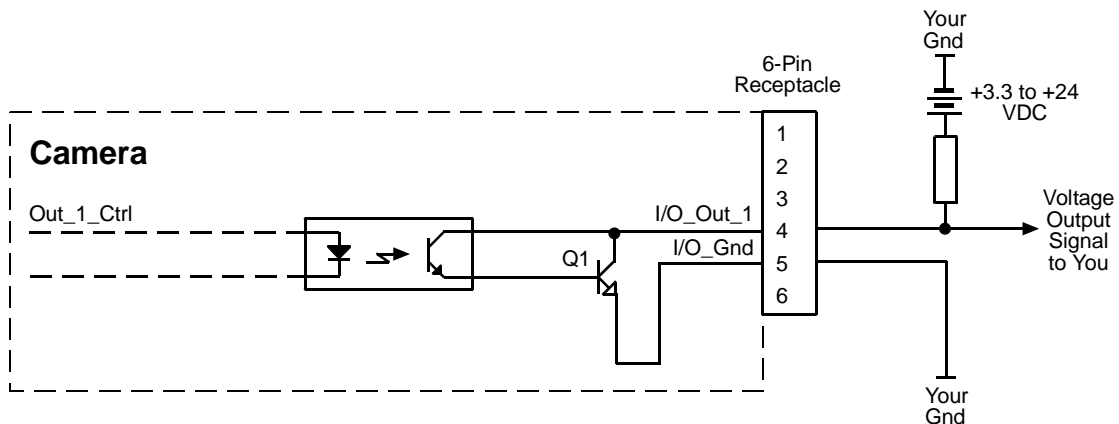 Your
Gnd
6-Pin
Receptacle
+3.3 to +24
VDC
Camera
1
2
3
4
5
6
Out_1_Ctrl
I/O_Out_1
I/O_Gnd
Q1
Voltage
Output
Signal
to You
Your
Gnd